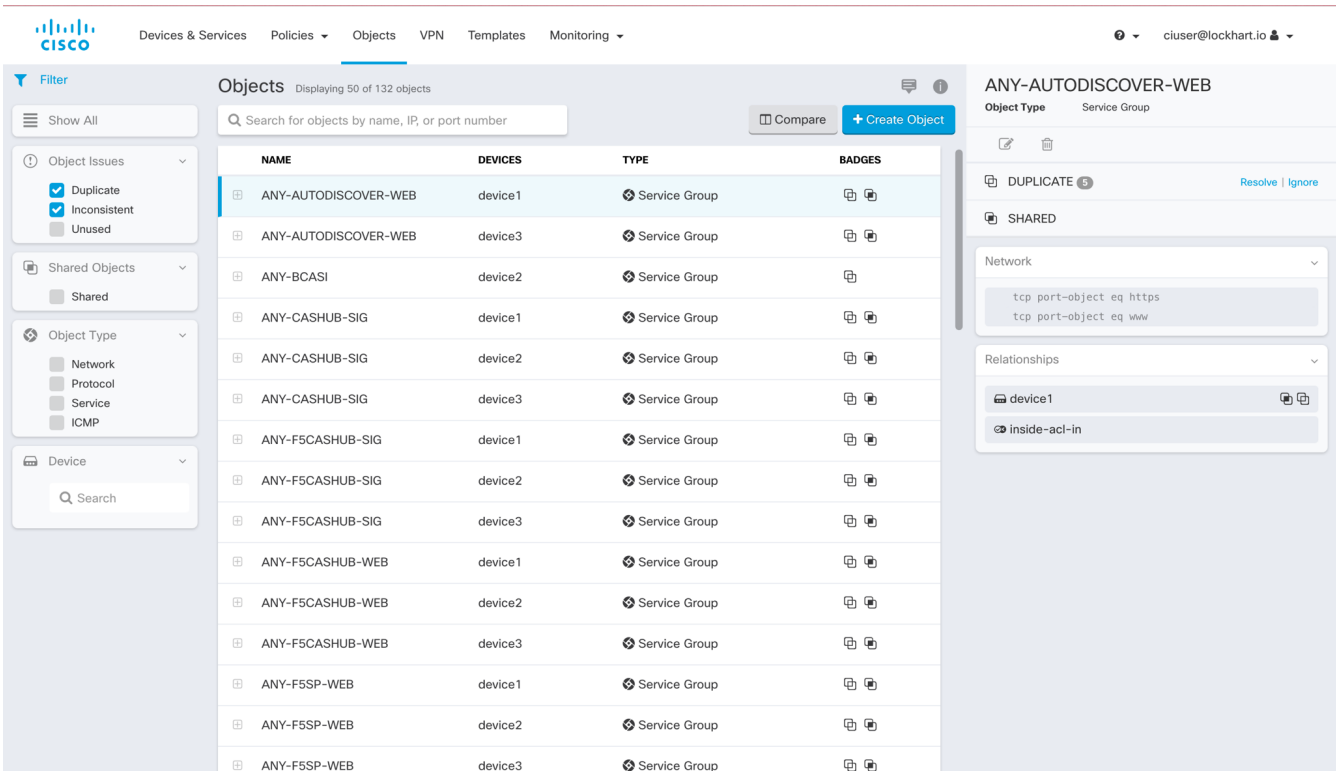 CISCO
Devices & Services Policies Objects VPN Templates Monitoring ciuser@lockhart.io
Filter
Show All
Object Issues
Duplicate
Inconsistent
Unused
Shared Objects
Shared
Object Type
Network
Protocol
Service
ICMP
Device
Search
Objects Displaying 50 of 132 objects
Search for objects by name, IP, or port number Compare + Create Object
NAME DEVICES TYPE BADGES
ANY-AUTODISCOVER-WEB device1 Service Group
ANY-AUTODISCOVER-WEB device3 Service Group
ANY-BCASI device2 Service Group
ANY-CASHUB-SIG device1 Service Group
ANY-CASHUB-SIG device2 Service Group
ANY-CASHUB-SIG device3 Service Group
ANY-F5CASHUB-SIG device1 Service Group
ANY-F5CASHUB-SIG device2 Service Group
ANY-F5CASHUB-SIG device3 Service Group
ANY-F5CASHUB-WEB device1 Service Group
ANY-F5CASHUB-WEB device2 Service Group
ANY-F5CASHUB-WEB device3 Service Group
ANY-F5SP-WEB device1 Service Group
ANY-F5SP-WEB device2 Service Group
ANY-F5SP-WEB device3 Service Group
ANY-AUTODISCOVER-WEB
Object Type Service Group
DUPLICATE 5 Resolve | Ignore
SHARED
Network
tcp port-object eq https
tcp port-object eq www
Relationships
device1
inside-acl-in